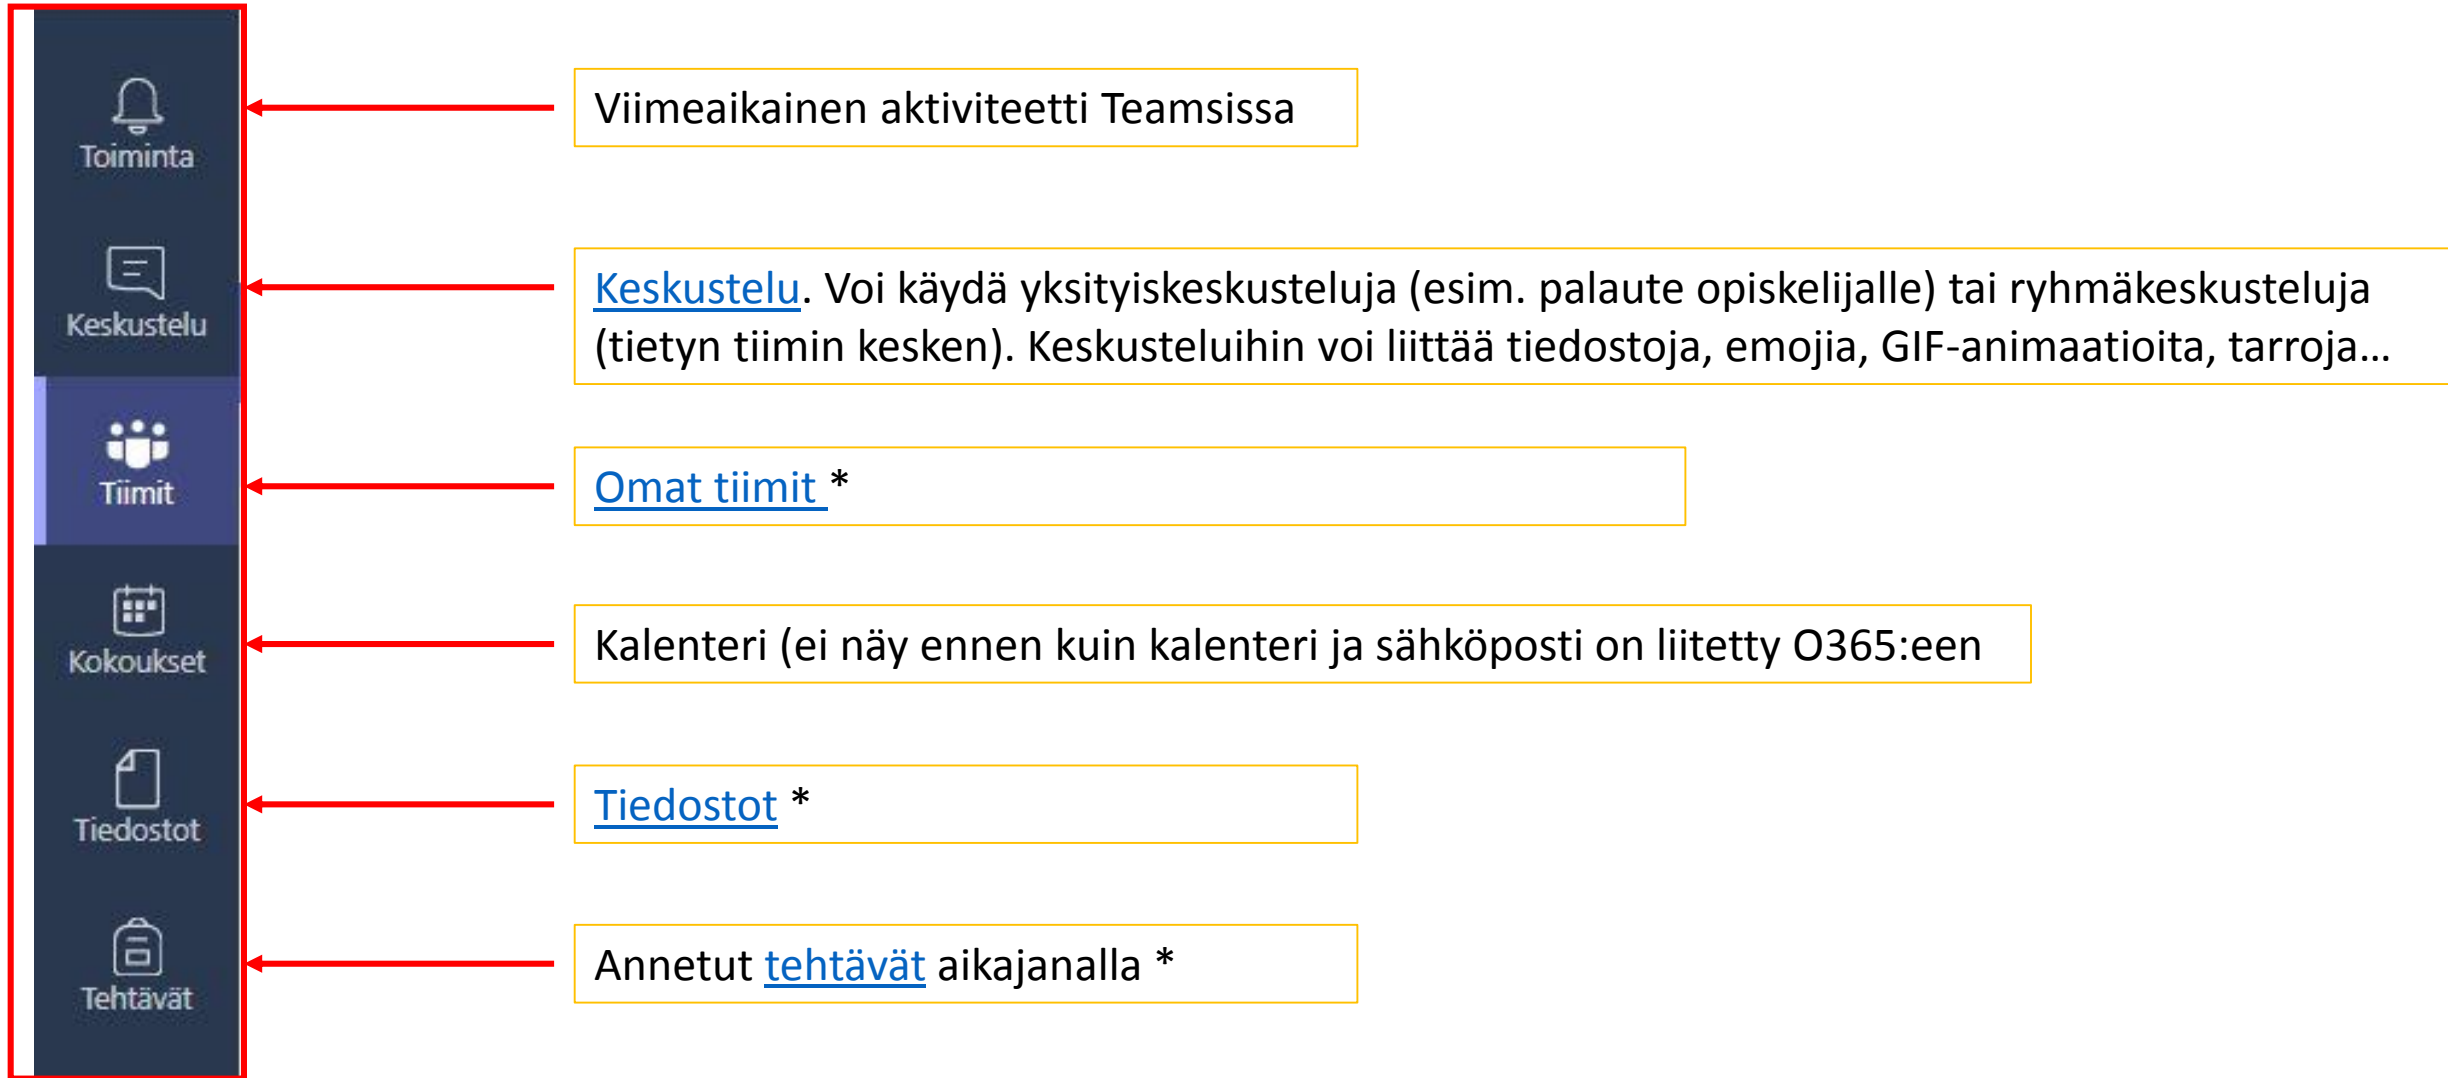 Toiminta
Viimeaikainen aktiviteetti Teamsissa
Keskustelu
Keskustelu. Voi käydä yksityiskeskusteluja (esim. palaute opiskelijalle) tai ryhmäkeskusteluja
(tietyn tiimin kesken). Keskusteluihin voi liittää tiedostoja, emojia, GIF-animaatioita, tarroja…
Tiimit
Omat tiimit *
Kokoukset
Kalenteri (ei näy ennen kuin kalenteri ja sähköposti on liitetty O365:een
Tiedostot
Tiedostot *
Tehtävät
Annetut tehtävät aikajanalla *